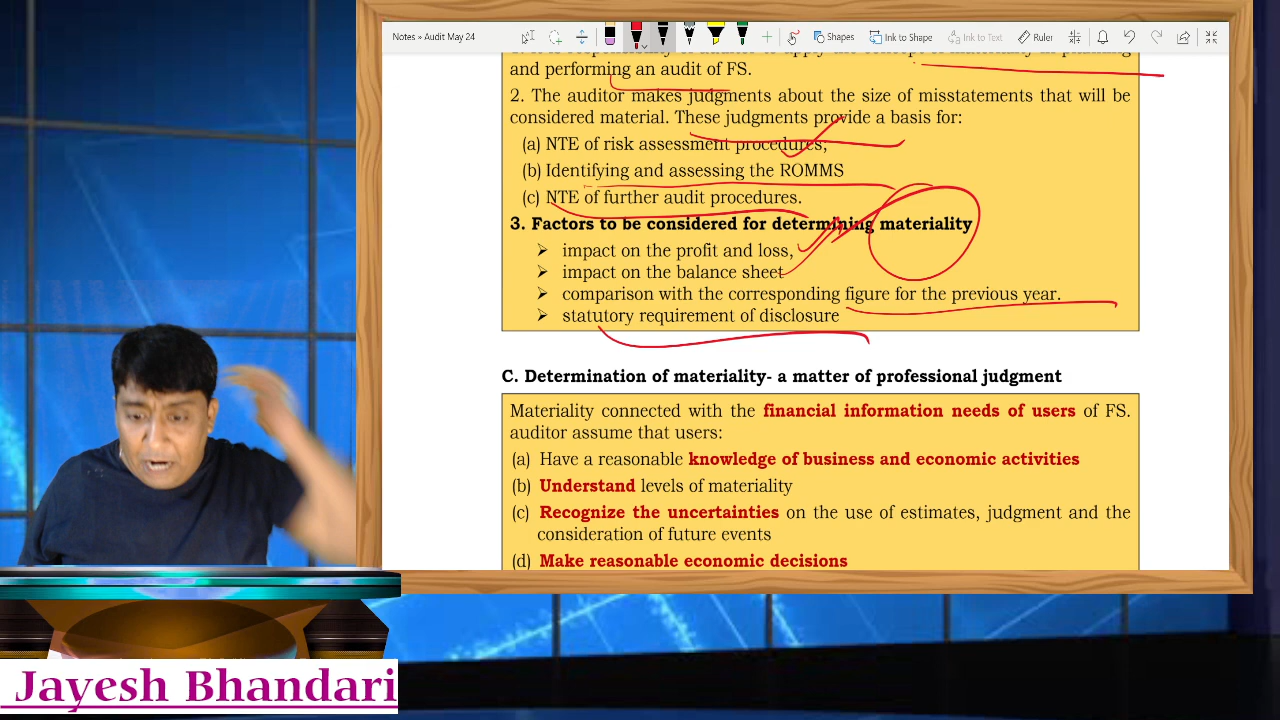 Notes » Audit May 24
Shapes
Ink to Shape
Ink to Text
Ruler
and performing an audit of FS.
2. The auditor makes judgments about the size of misstatements that will be
considered material. These judgments provide a basis for:
(a) NTE of risk assessment procedures;
(b) Identifying and assessing the ROMMS
(c) NTE of further audit procedures.
3. Factors to be considered for determining materiality
➢ impact on the profit and loss,
➢ impact on the balance sheet
➢ comparison with the corresponding figure for the previous year.
➢ statutory requirement of disclosure
C. Determination of materiality- a matter of professional judgment
Materiality connected with the financial information needs of users of FS.
auditor assume that users:
(a) Have a reasonable knowledge of business and economic activities
(b) Understand levels of materiality
(c) Recognize the uncertainties on the use of estimates, judgment and the
consideration of future events
(d) Make reasonable economic decisions
Jayesh Bhandari